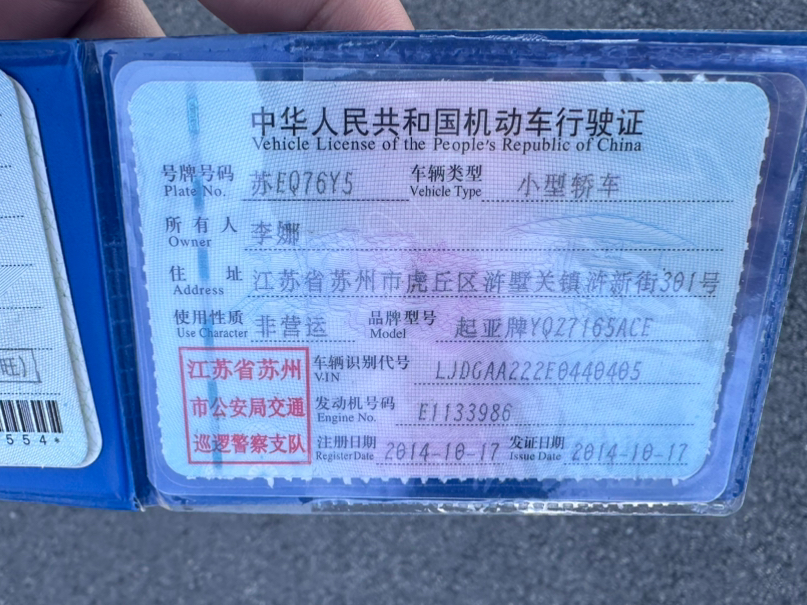 中华人民共和国机动车行驶证
Vehicle License of the People's Republic of China
号牌号码 苏EQ76Y5 车辆类型 小型轿车
Plate No. Vehicle Type
所有人 李娜
Owner
住址 江苏省苏州市虎丘区浒墅关镇浒新街301号
Address
使用性质 非营运 品牌型号 起亚牌YQZ7165ACE
Use Character Model
江苏省苏州
市公安局交通
巡逻警察支队
车辆识别代号 LJDGAA222E0440405
V.IN
发动机号码 E1133986
Engine No.
注册日期 2014-10-17 发证日期 2014-10-17
Register Date Issue Date
旺)
554*